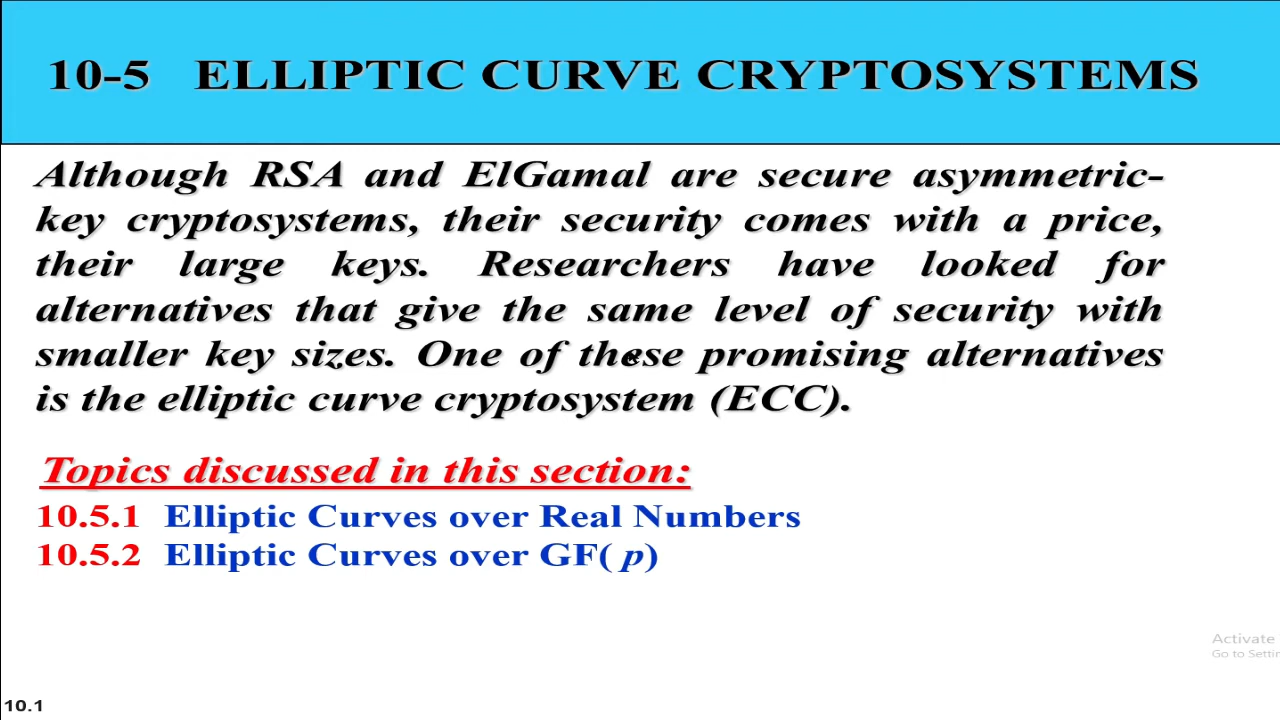 10-5 ELLIPTIC CURVE CRYPTOSYSTEMS
Although RSA and ElGamal are secure asymmetric-
key cryptosystems, their security comes with a price,
their large keys. Researchers have looked for
alternatives that give the same level of security with
smaller key sizes. One of these promising alternatives
is the elliptic curve cryptosystem (ECC).
Topics discussed in this section:
10.5.1 Elliptic Curves over Real Numbers
10.5.2 Elliptic Curves over GF( p)
Activate
Go to Settin
10.1